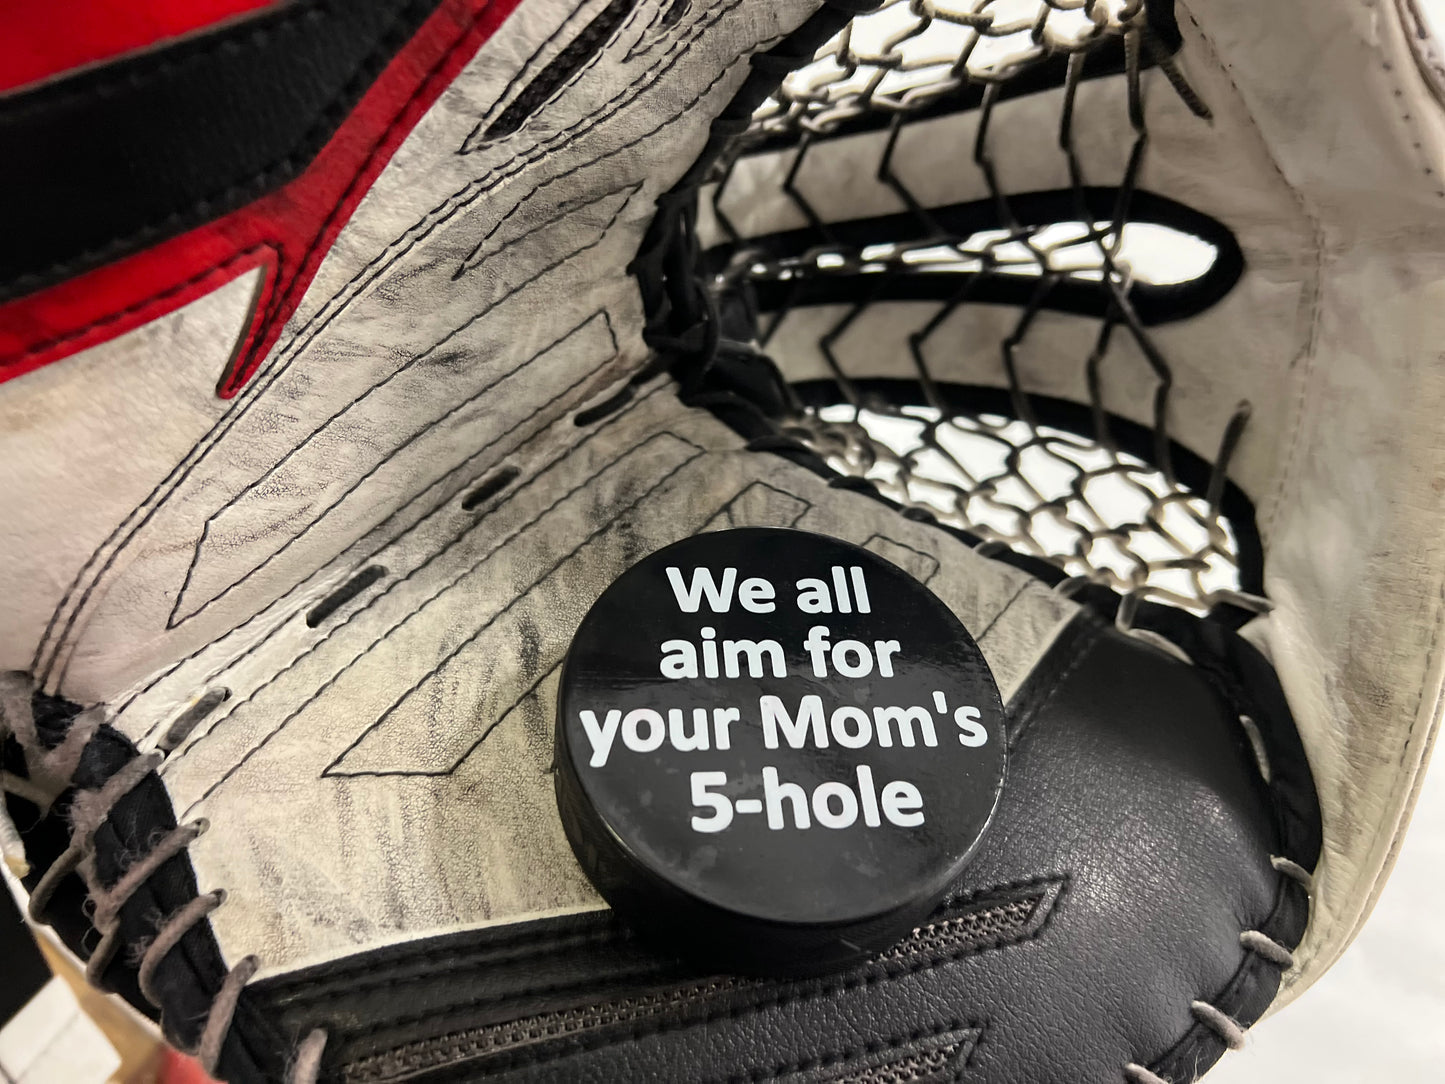 We all
aim for
your Mom's
5-hole